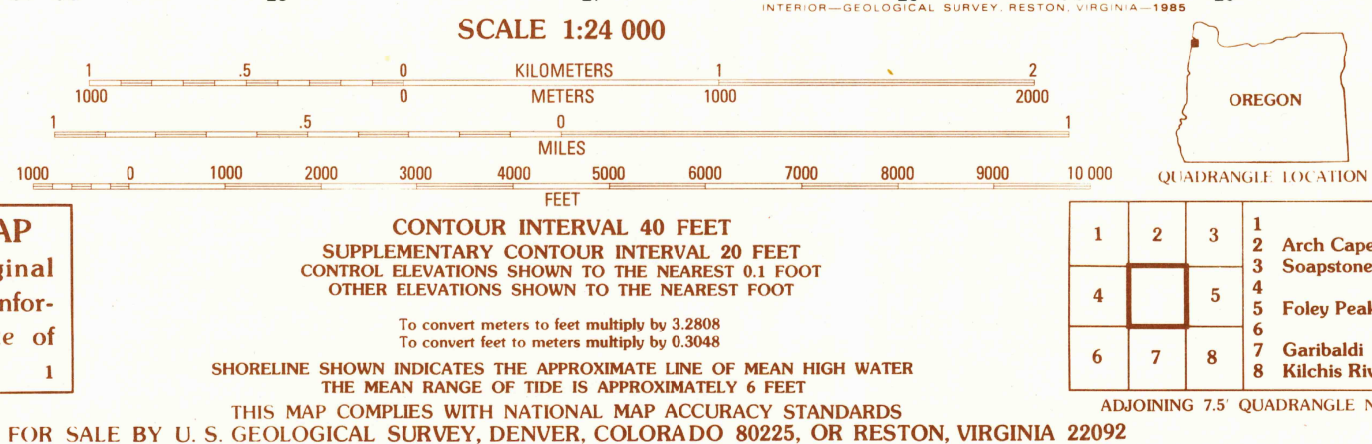 INTERIOR—GEOLOGICAL SURVEY, RESTON, VIRGINIA—1985
SCALE 1:24 000
1 .5 0 KILOMETERS 1 2
1000 0 METERS 1000 2000
1 .5 0 1
MILES
1000 0 1000 2000 3000 4000 5000 6000 7000 8000 9000 10 000
FEET
OREGON
QUADRANGLE LOCATION
CONTOUR INTERVAL 40 FEET
SUPPLEMENTARY CONTOUR INTERVAL 20 FEET
CONTROL ELEVATIONS SHOWN TO THE NEAREST 0.1 FOOT
OTHER ELEVATIONS SHOWN TO THE NEAREST FOOT
To convert meters to feet multiply by 3.2808
To convert feet to meters multiply by 0.3048
SHORELINE SHOWN INDICATES THE APPROXIMATE LINE OF MEAN HIGH WATER
THE MEAN RANGE OF TIDE IS APPROXIMATELY 6 FEET
THIS MAP COMPLIES WITH NATIONAL MAP ACCURACY STANDARDS
FOR SALE BY U. S. GEOLOGICAL SURVEY, DENVER, COLORADO 80225, OR RESTON, VIRGINIA 22092
AP
ginal
nfor-
e of
1
1 2 3
4 5
6 7 8
1
2 Arch Cape
3 Soapstone
4
5 Foley Peak
6
7 Garibaldi
8 Kilchis Riv
ADJOINING 7.5' QUADRANGLE N